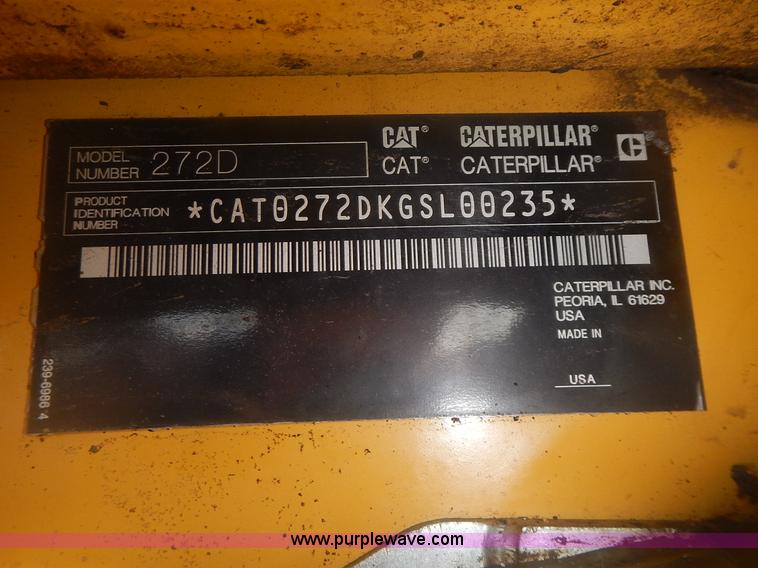 CAT® CATERPILLAR®
MODEL NUMBER 272D CAT® CATERPILLAR®
PRODUCT IDENTIFICATION NUMBER *CAT0272DKGSL00235*
CATERPILLAR INC.
PEORIA, IL 61629
USA
MADE IN
USA
239-6966 4
www.purplewave.com